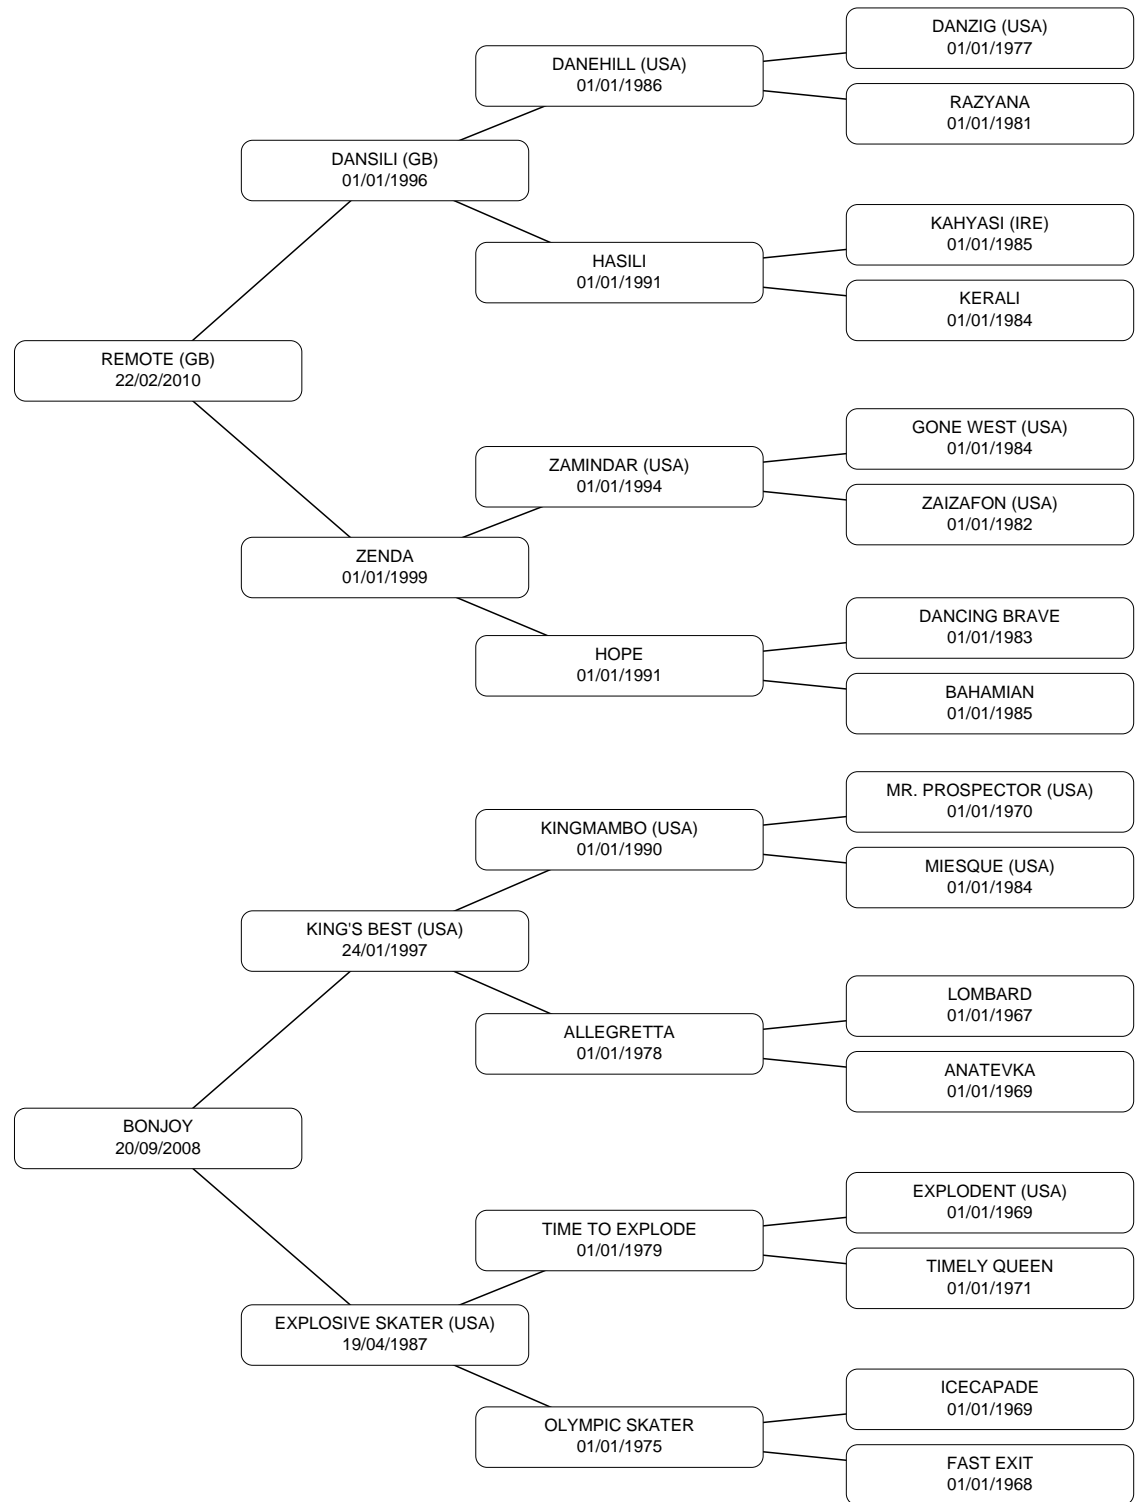 DANZIG (USA)
01/01/1977
DANEHILL (USA)
01/01/1986
RAZYANA
01/01/1981
DANSILI (GB)
01/01/1996
KAHYASI (IRE)
01/01/1985
HASILI
01/01/1991
KERALI
01/01/1984
REMOTE (GB)
22/02/2010
GONE WEST (USA)
01/01/1984
ZAMINDAR (USA)
01/01/1994
ZAIZAFON (USA)
01/01/1982
ZENDA
01/01/1999
DANCING BRAVE
01/01/1983
HOPE
01/01/1991
BAHAMIAN
01/01/1985
MR. PROSPECTOR (USA)
01/01/1970
KINGMAMBO (USA)
01/01/1990
MIESQUE (USA)
01/01/1984
KING'S BEST (USA)
24/01/1997
LOMBARD
01/01/1967
ALLEGRETTA
01/01/1978
ANATEVKA
01/01/1969
BONJOY
20/09/2008
EXPLODENT (USA)
01/01/1969
TIME TO EXPLODE
01/01/1979
TIMELY QUEEN
01/01/1971
EXPLOSIVE SKATER (USA)
19/04/1987
ICECAPADE
01/01/1969
OLYMPIC SKATER
01/01/1975
FAST EXIT
01/01/1968